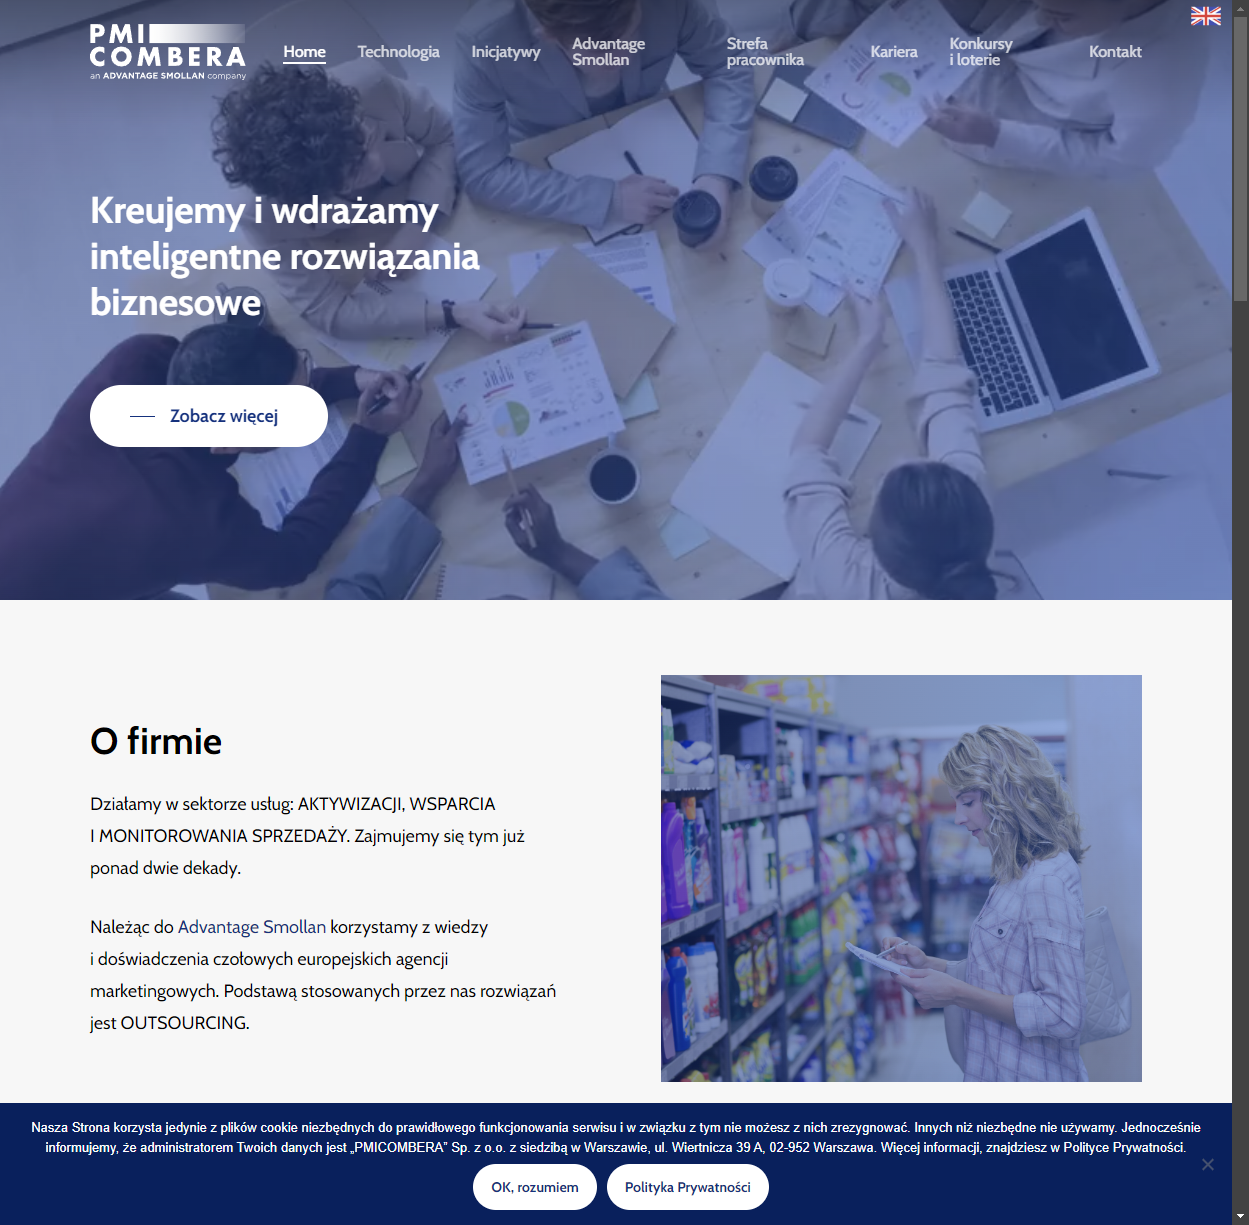 PMI
COMBERA
an ADVANTAGE SMOLLAN company
Home
Technologia
Inicjatywy
Advantage
Smollan
Strefa
pracownika
Kariera
Konkursy
i loterie
Kontakt
Kreujemy i wdrażamy
inteligentne rozwiązania
biznesowe
Zobacz więcej
O firmie
Działamy w sektorze usług: AKTYWIZACJI, WSPARCIA
I MONITOROWANIA SPRZEDAŻY. Zajmujemy się tym już
ponad dwie dekady.
Należąc do Advantage Smollan korzystamy z wiedzy
i doświadczenia czołowych europejskich agencji
marketingowych. Podstawą stosowanych przez nas rozwiązań
jest OUTSOURCING.
Nasza Strona korzysta jedynie z plików cookie niezbędnych do prawidłowego funkcjonowania serwisu i w związku z tym nie możesz z nich zrezygnować. Innych niż niezbędne nie używamy. Jednocześnie
informujemy, że administratorem Twoich danych jest „PMICOMBERA” Sp. z o.o. z siedzibą w Warszawie, ul. Wiertnicza 39 A, 02-952 Warszawa. Więcej informacji, znajdziesz w Polityce Prywatności.
OK, rozumiem
Polityka Prywatności